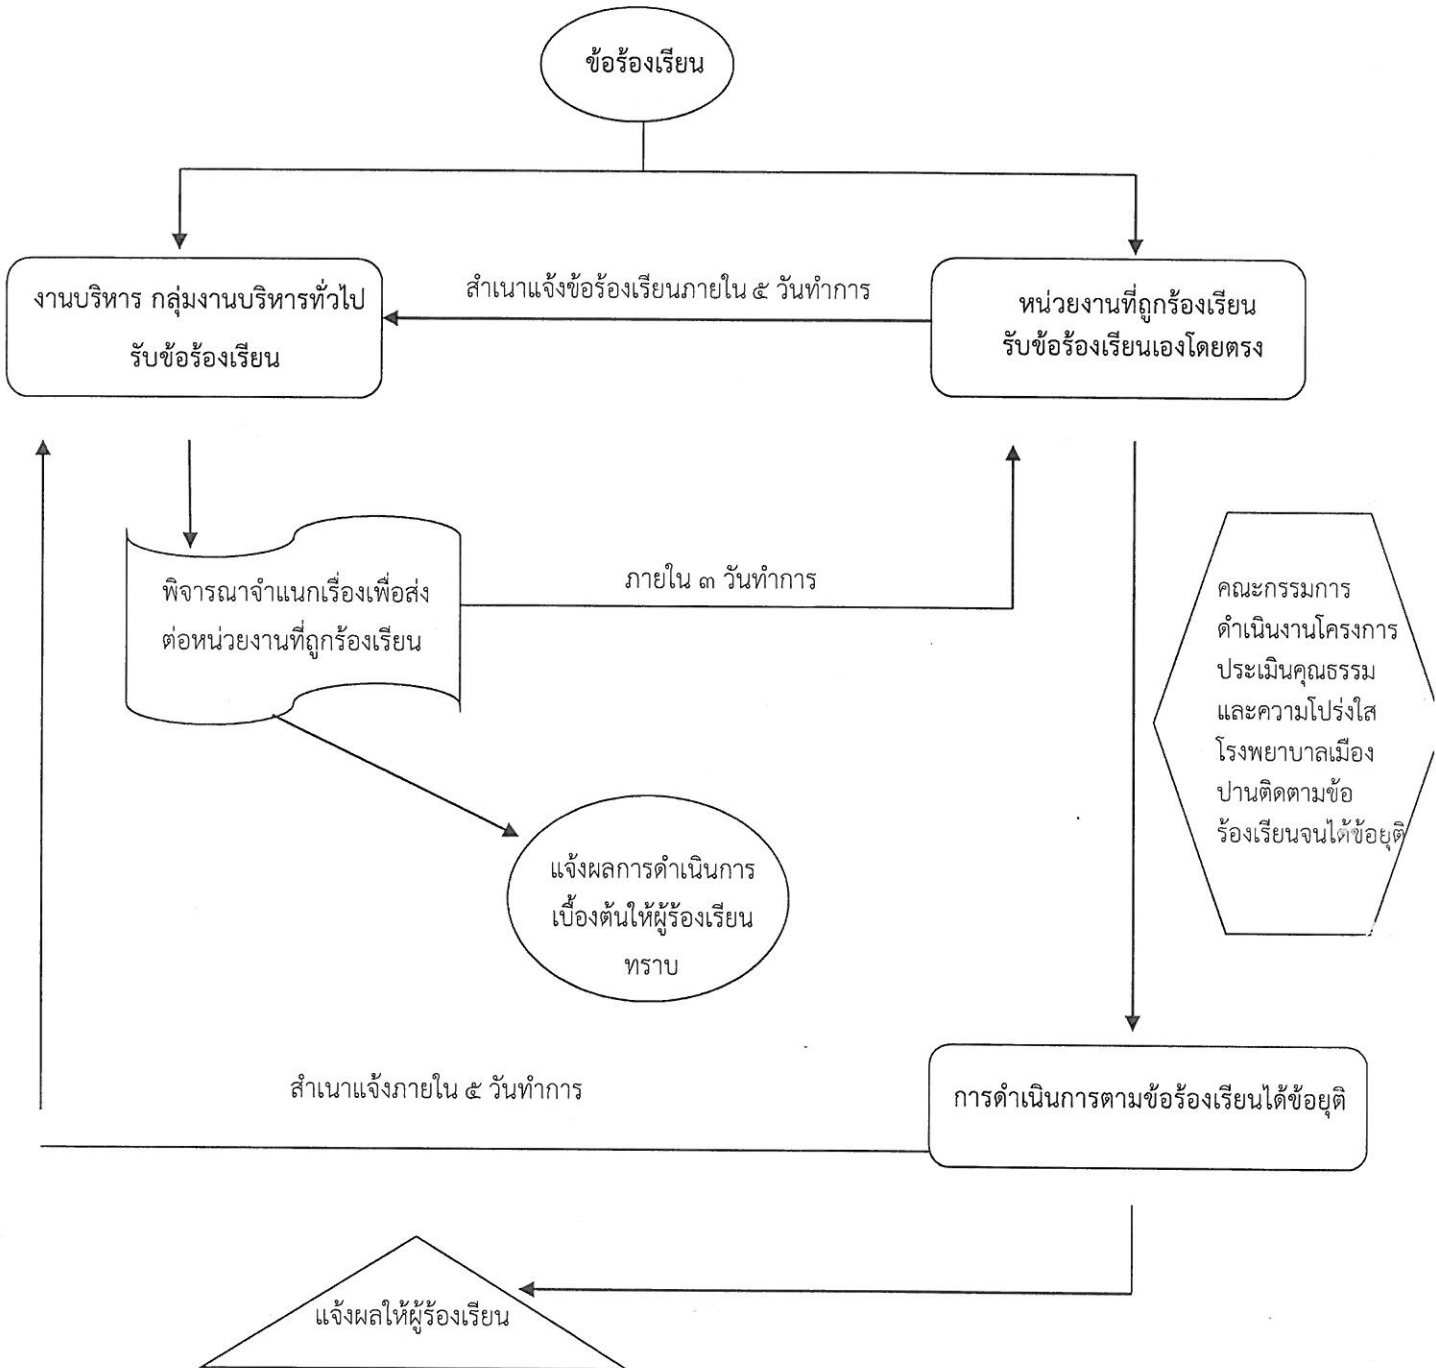 ข้อร้องเรียน
งานบริหาร กลุ่มงานบริหารทั่วไป
รับข้อร้องเรียน
สำเนาแจ้งข้อร้องเรียนภายใน ๕ วันทำการ
หน่วยงานที่ถูกร้องเรียน
รับข้อร้องเรียนเองโดยตรง
พิจารณาจำแนกเรื่องเพื่อส่ง
ต่อหน่วยงานที่ถูกร้องเรียน
ภายใน ๓ วันทำการ
คณะกรรมการ
ดำเนินงานโครงการ
ประเมินคุณธรรม
และความโปร่งใส
โรงพยาบาลเมือง
ปานติดตามข้อ
ร้องเรียนจนได้ข้อยุติ
แจ้งผลการดำเนินการ
เบื้องต้นให้ผู้ร้องเรียน
ทราบ
สำเนาแจ้งภายใน ๕ วันทำการ
การดำเนินการตามข้อร้องเรียนได้ข้อยุติ
แจ้งผลให้ผู้ร้องเรียน